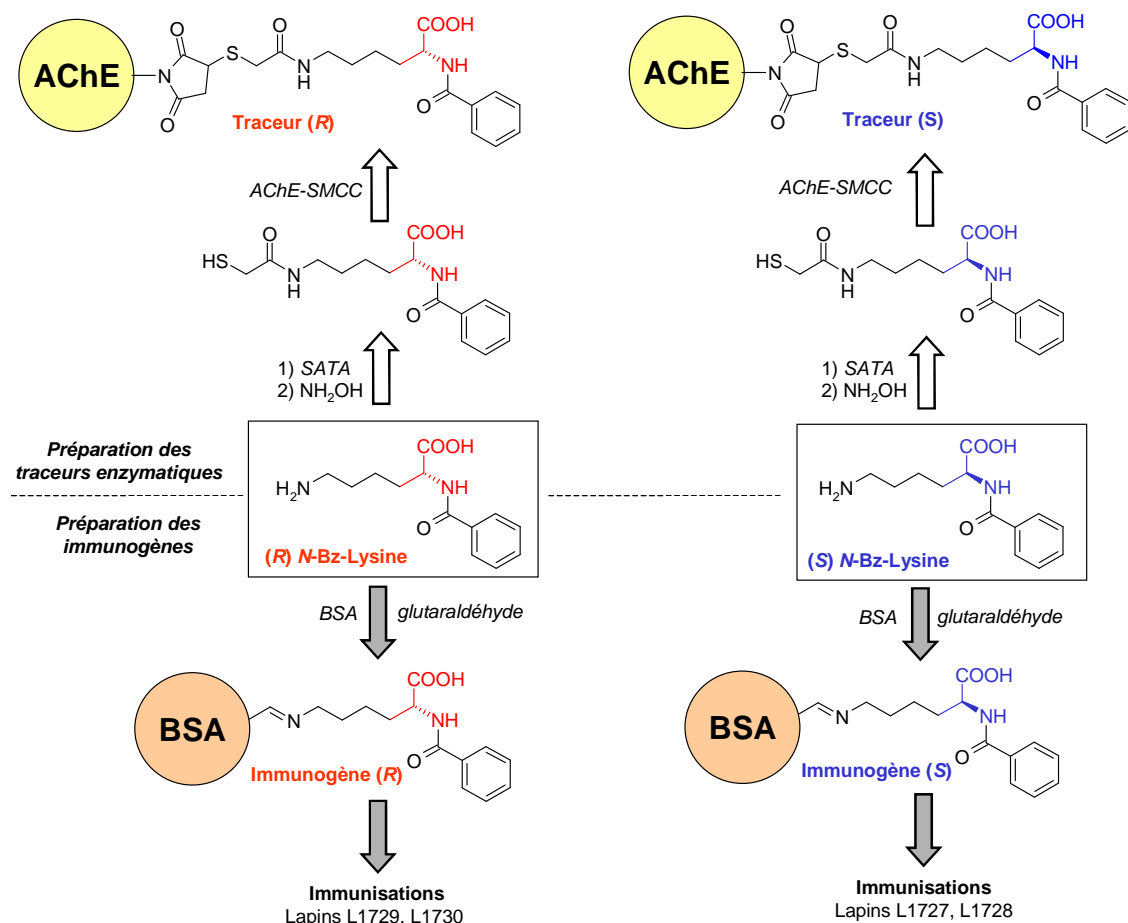 COOH
O
O
S
N
H
NH
AChE
N
O
O
Traceur (R)
COOH
O
O
S
N
H
NH
AChE
N
O
O
Traceur (S)
AChE-SMCC
AChE-SMCC
COOH
O
HS
N
H
NH
O
COOH
O
HS
N
H
NH
O
1) SATA
2) NH2OH
1) SATA
2) NH2OH
Préparation des
traceurs enzymatiques
Préparation des
immunogènes
COOH
H2N
NH
O
(R) N-Bz-Lysine
COOH
H2N
NH
O
(S) N-Bz-Lysine
BSA glutaraldéhyde
BSA glutaraldéhyde
COOH
BSA
N
NH
O
Immunogène (R)
COOH
BSA
N
NH
O
Immunogène (S)
Immunisations
Lapins L1729, L1730
Immunisations
Lapins L1727, L1728